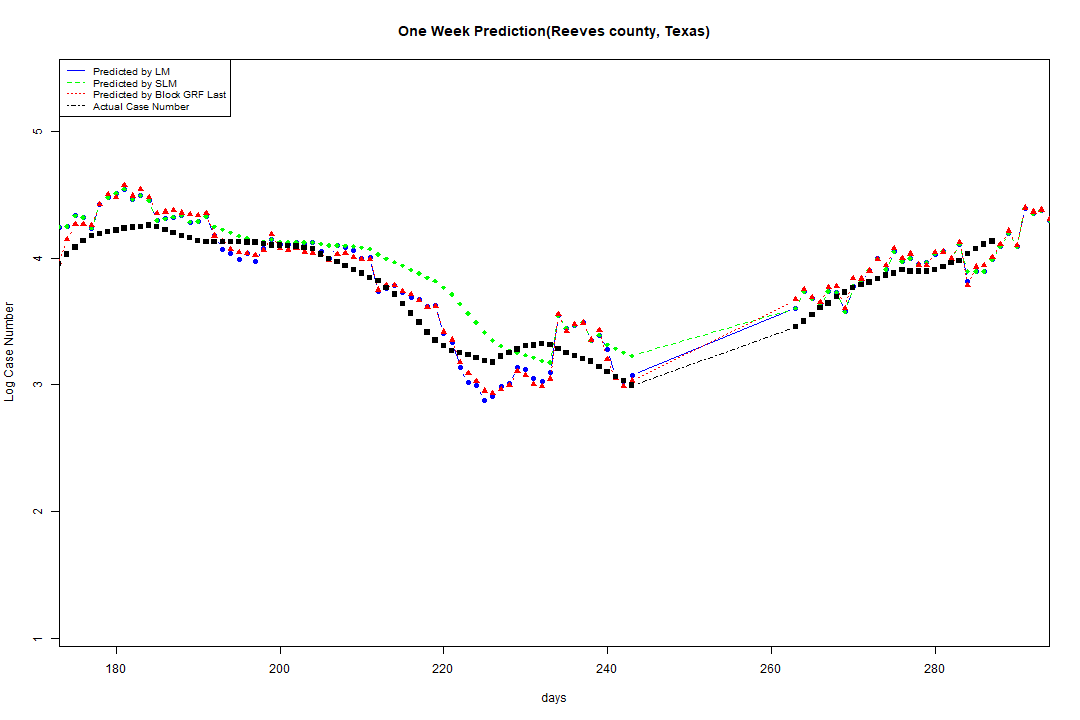 One Week Prediction(Reeves county, Texas)
Predicted by LM
Predicted by SLM
Predicted by Block GRF Last
Actual Case Number
5
4
3
2
1
Log Case Number
180 200 220 240 260 280
days